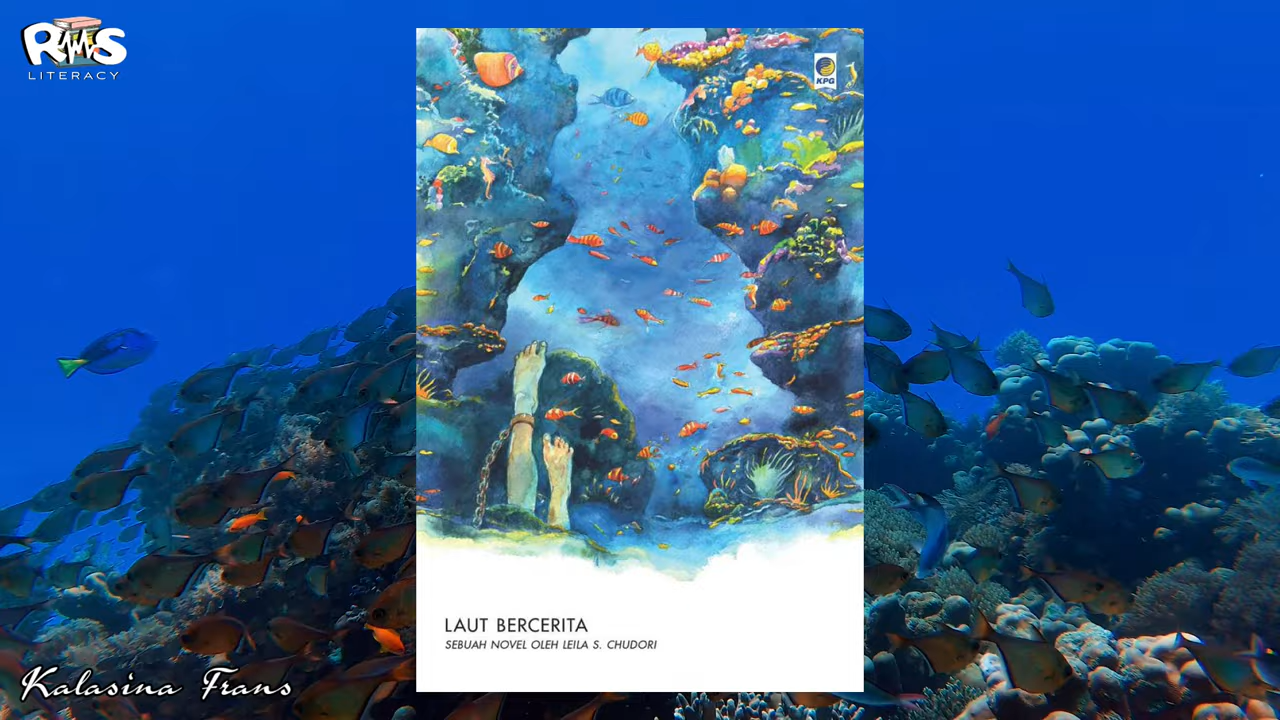 RMS
LITERACY
KPG
LAUT BERCERITA
SEBUAH NOVEL OLEH LEILA S. CHUDORI
Kalasina Frans